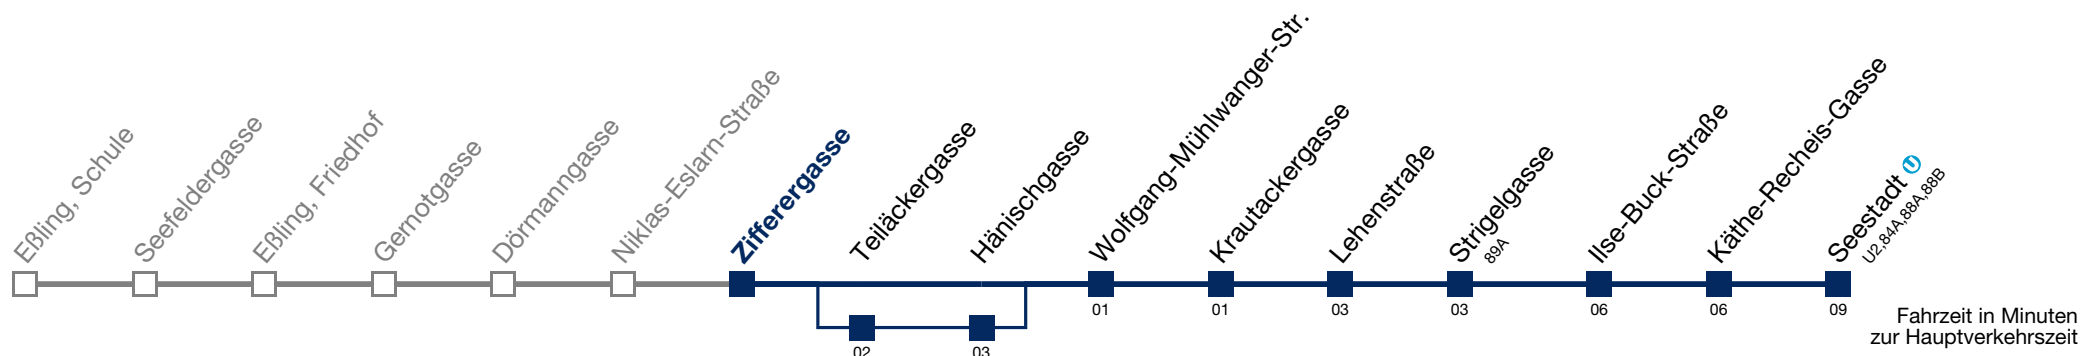 Eßling, Schule
Seefeldergasse
Eßling, Friedhof
Gernotgasse
Dörmanngasse
Niklas-Eslarn-Straße
Zifferergasse
Teiläckergasse
Hänischgasse
Wolfgang-Mühlwanger-Str.
Krautackergasse
Lehenstraße
Strigelgasse
89A
Ilse-Buck-Straße
Käthe-Recheis-Gasse
Seestadt U
U2,84A,88A,88B
01
01
03
03
06
06
09
02
03
Fahrzeit in Minuten
zur Hauptverkehrszeit